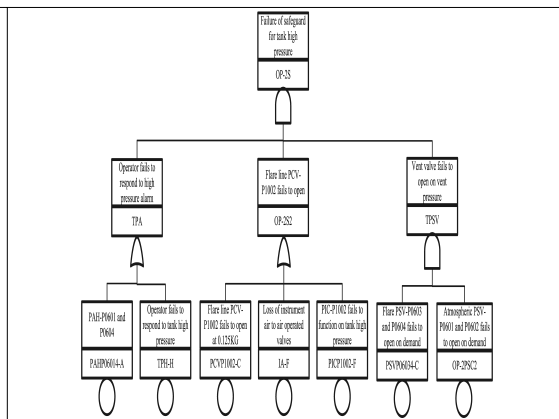 Failure of safeguard
for tank high
pressure
OP-2S
Operator fails to
respond to high
pressure alarm
TPA
Flare line PCV-
P1002 fails to open
OP-2S2
Vent valve fails to
open on vent
pressure
TPSV
PAH-P0601 and
P0604
PAHP06014-A
Operator fails to
respond to tank high
pressure
TPH-H
Flare line PCV-
P1002 fails to open
at 0.125KG
PCVP1002-C
Loss of instrument
air to air operated
valves
IA-F
PIC-P1002 fails to
function on tank high
pressure
PICP1002-F
Flare PSV-P0603
and P0604 fails to
open on demand
PSVP06034-C
Atmospheric PSV-
P0601 and P0602 fails
to open on demand
OP-2PSC2